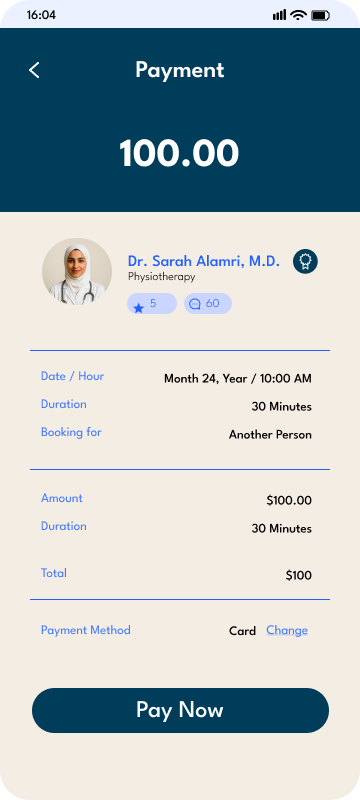 16:04
Payment
100.00
Dr. Sarah Alamri, M.D.
Physiotherapy
5 60
Date / Hour Month 24, Year / 10:00 AM
Duration 30 Minutes
Booking for Another Person
Amount $100.00
Duration 30 Minutes
Total $100
Payment Method Card Change
Pay Now